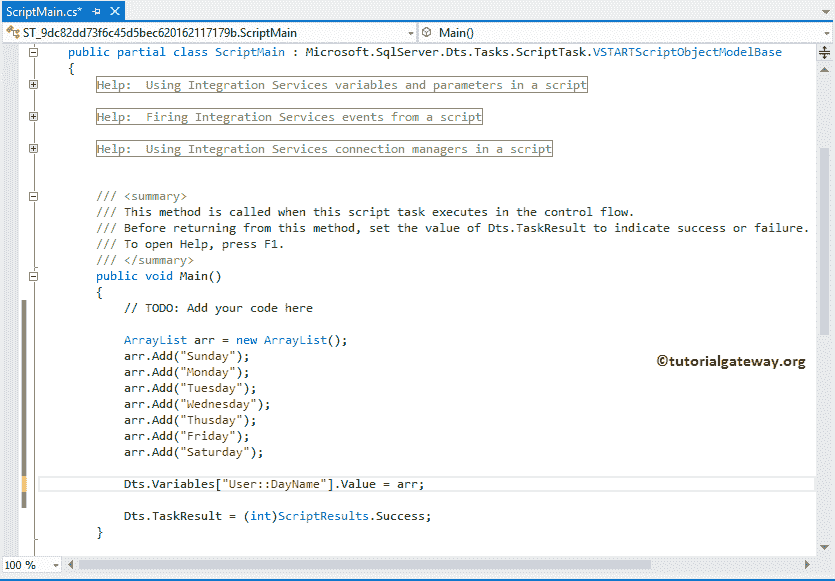 ScriptMain.cs*
ST_9dc82dd73f6c45d5bec620162117179b.ScriptMain Main()
public partial class ScriptMain : Microsoft.SqlServer.Dts.Tasks.ScriptTask.VSTARTScriptObjectModelBase
{
Help:  Using Integration Services variables and parameters in a script
Help:  Firing Integration Services events from a script
Help:  Using Integration Services connection managers in a script
/// <summary>
/// This method is called when this script task executes in the control flow.
/// Before returning from this method, set the value of Dts.TaskResult to indicate success or failure.
/// To open Help, press F1.
/// </summary>
public void Main()
{
// TODO: Add your code here
ArrayList arr = new ArrayList();
arr.Add("Sunday");
arr.Add("Monday");
©tutorialgateway.org
arr.Add("Tuesday");
arr.Add("Wednesday");
arr.Add("Thusday");
arr.Add("Friday");
arr.Add("Saturday");
Dts.Variables["User::DayName"].Value = arr;
Dts.TaskResult = (int)ScriptResults.Success;
}
100 %